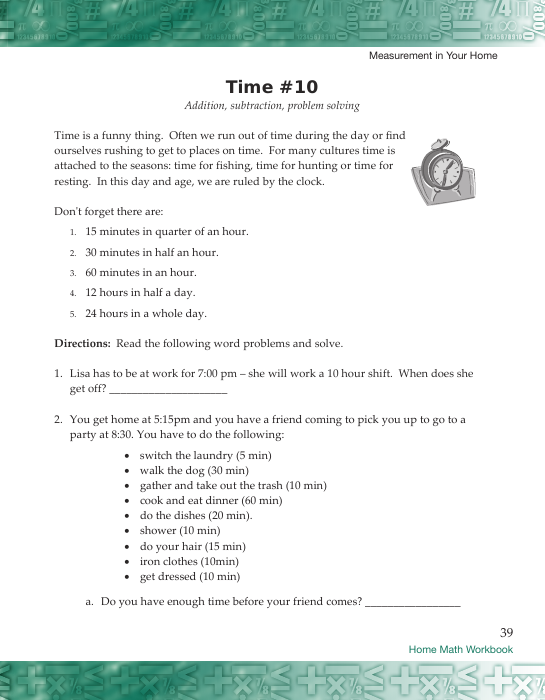 Measurement in Your Home
Time #10
Addition, subtraction, problem solving
Time is a funny thing.  Often we run out of time during the day or find
ourselves rushing to get to places on time.  For many cultures time is
attached to the seasons: time for fishing, time for hunting or time for
resting.  In this day and age, we are ruled by the clock.
Don't forget there are:
1. 15 minutes in quarter of an hour.
2. 30 minutes in half an hour.
3. 60 minutes in an hour.
4. 12 hours in half a day.
5. 24 hours in a whole day.
Directions:  Read the following word problems and solve.
1. Lisa has to be at work for 7:00 pm – she will work a 10 hour shift.  When does she
get off? ____________________
2. You get home at 5:15pm and you have a friend coming to pick you up to go to a
party at 8:30. You have to do the following:
• switch the laundry (5 min)
• walk the dog (30 min)
• gather and take out the trash (10 min)
• cook and eat dinner (60 min)
• do the dishes (20 min).
• shower (10 min)
• do your hair (15 min)
• iron clothes (10min)
• get dressed (10 min)
a. Do you have enough time before your friend comes? ________________
39
Home Math Workbook